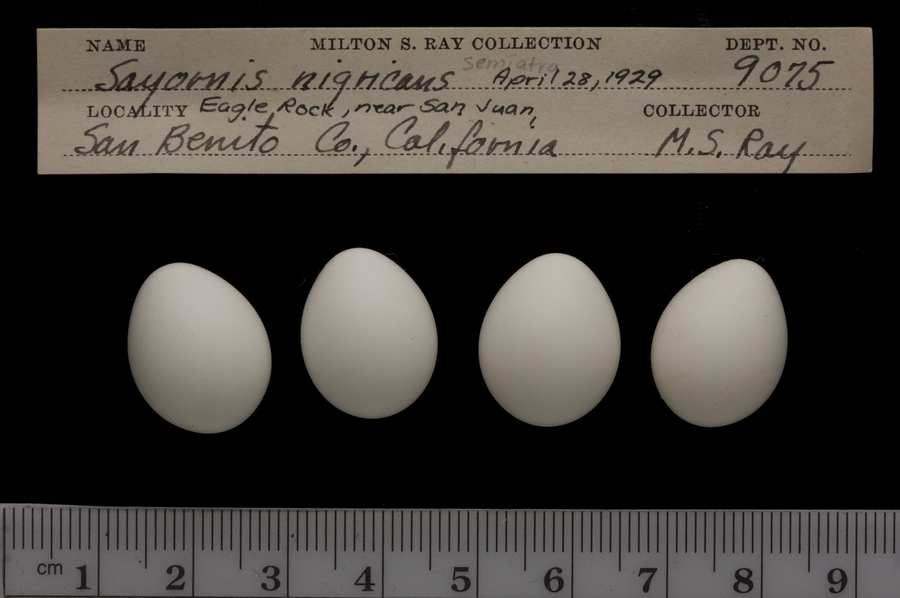 NAME MILTON S. RAY COLLECTION DEPT. NO.
Sayornis nigricans semiatra April 28, 1929 9075
LOCALITY Eagle Rock, near San Juan, COLLECTOR
San Benito Co., California M.S. Ray
cm 1 2 3 4 5 6 7 8 9